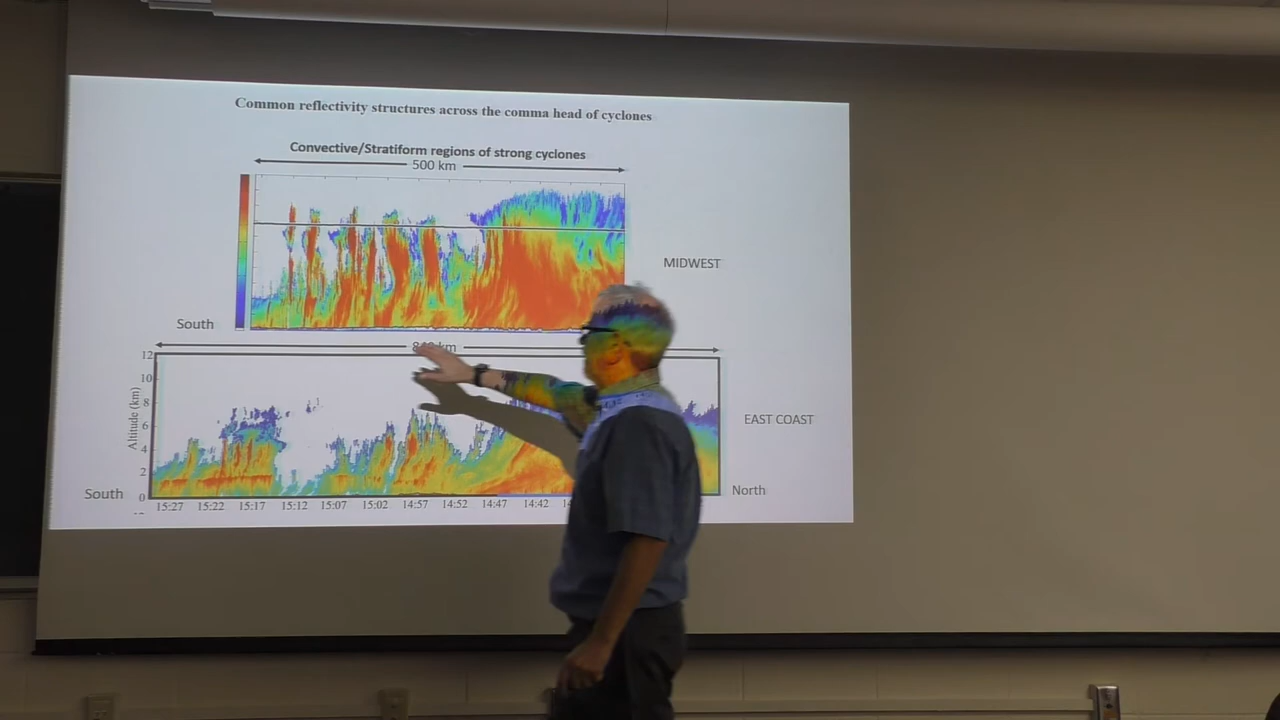 Common reflectivity structures across the comma head of cyclones
Convective/Stratiform regions of strong cyclones
500 km
MIDWEST
South
km
12
10
8
6
4
2
0
Altitude (km)
EAST COAST
South
North
15:27 15:22 15:17 15:12 15:07 15:02 14:57 14:52 14:47 14:42